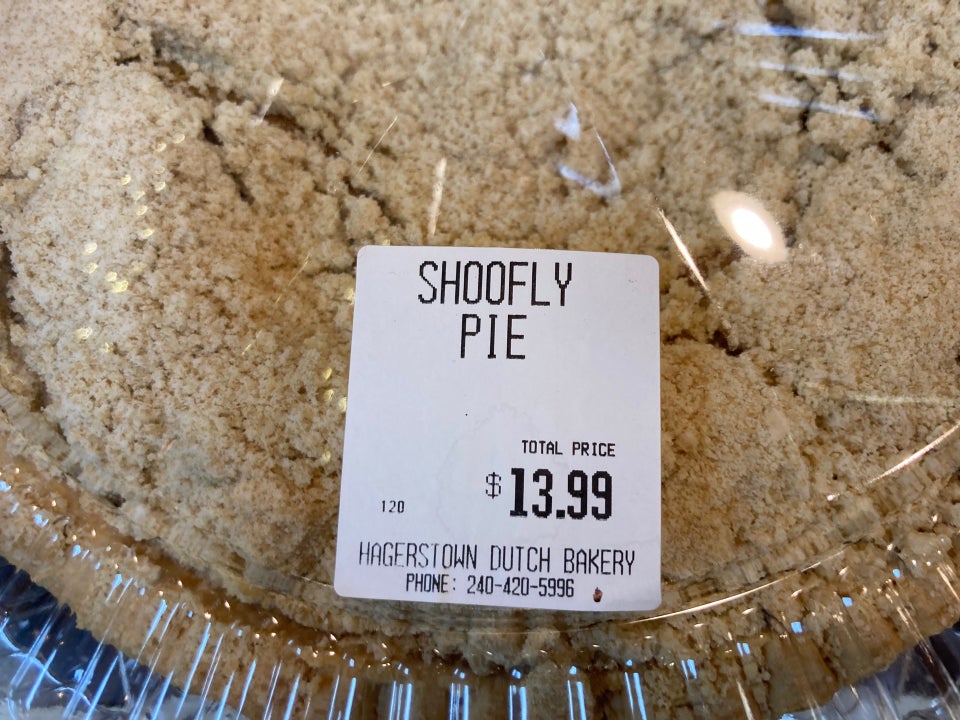 SHOOFLY
PIE
TOTAL PRICE
$ 13.99
120
HAGERSTOWN DUTCH BAKERY
PHONE: 240-420-5996